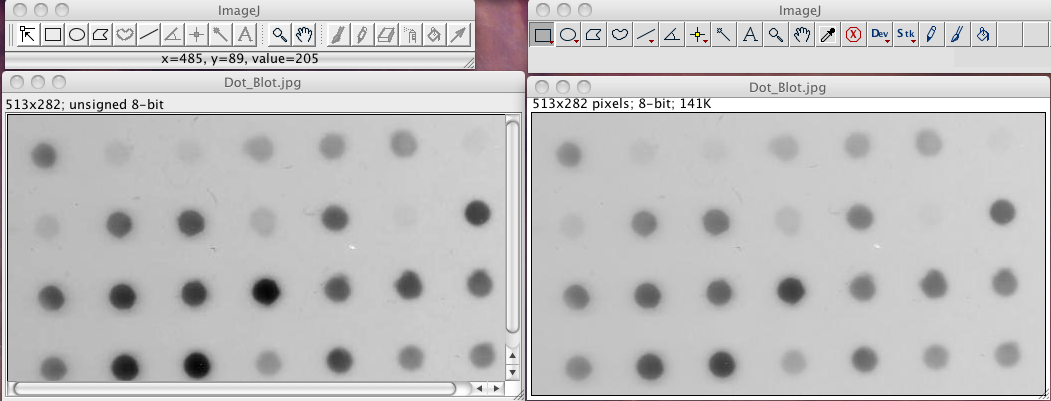 ImageJ
A
x=485, y=89, value=205
Dot_Blot.jpg
513x282; unsigned 8-bit
ImageJ
A
Dev
Stk
Dot_Blot.jpg
513x282 pixels; 8-bit; 141K